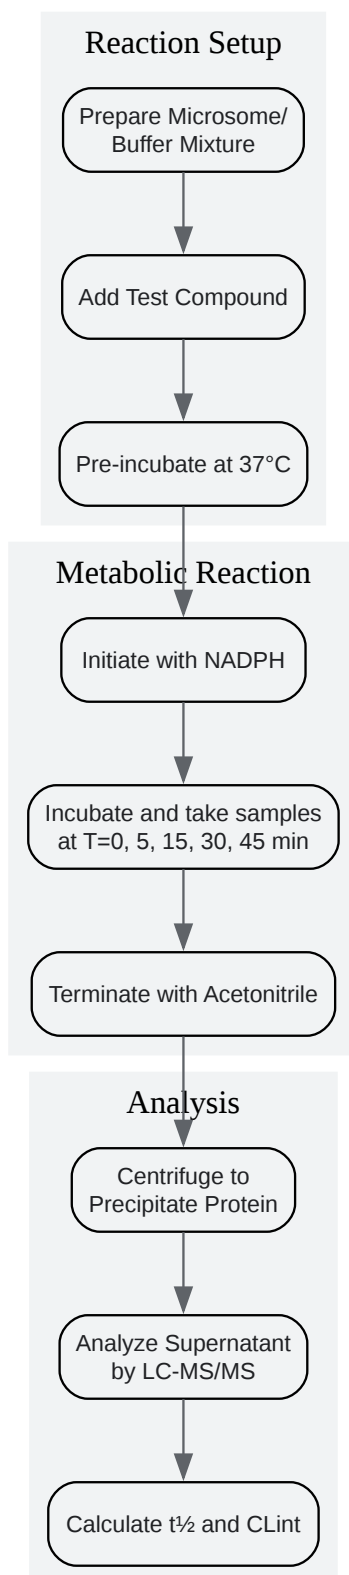 Reaction Setup
Prepare Microsome/
Buffer Mixture
Add Test Compound
Pre-incubate at 37°C
Metabolic Reaction
Initiate with NADPH
Incubate and take samples
at T=0, 5, 15, 30, 45 min
Terminate with Acetonitrile
Analysis
Centrifuge to
Precipitate Protein
Analyze Supernatant
by LC-MS/MS
Calculate t½ and CLint